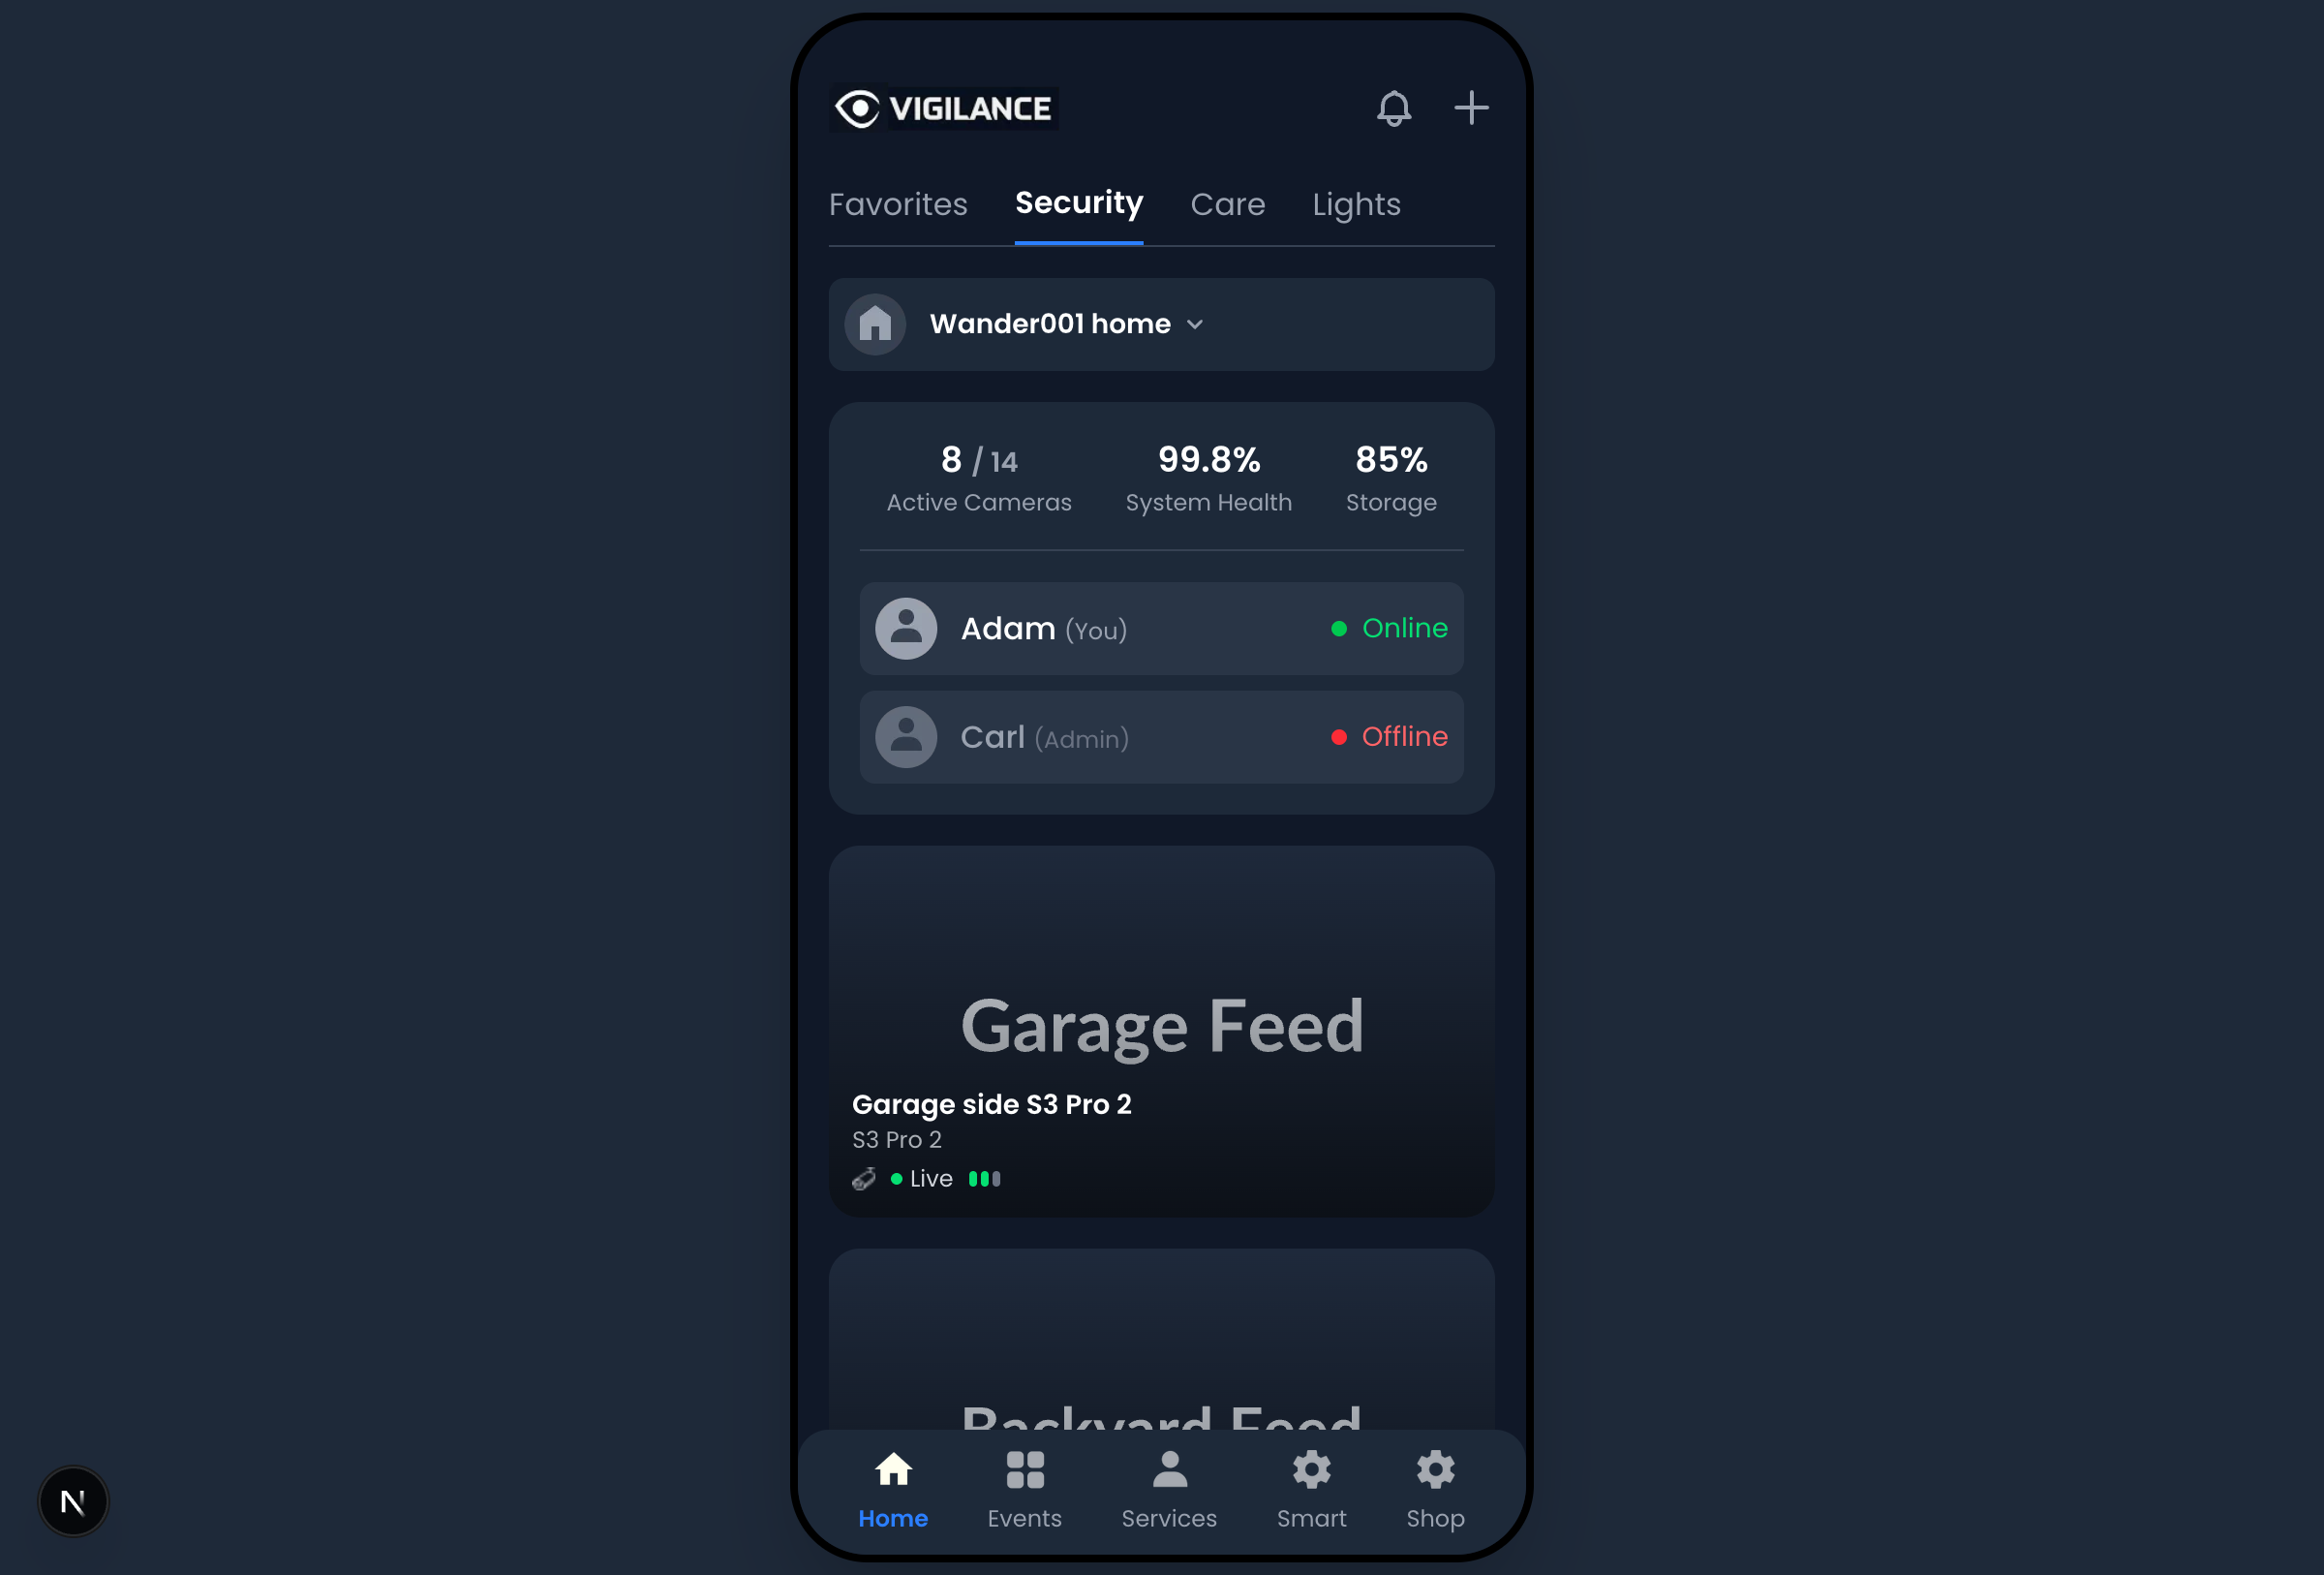 VIGILANCE
Favorites Security Care Lights
Wander001 home
8 / 14 99.8% 85%
Active Cameras System Health Storage
Adam (You) Online
Carl (Admin) Offline
Garage Feed
Garage side S3 Pro 2
S3 Pro 2
Live
Backyard Feed
Home Events Services Smart Shop
N